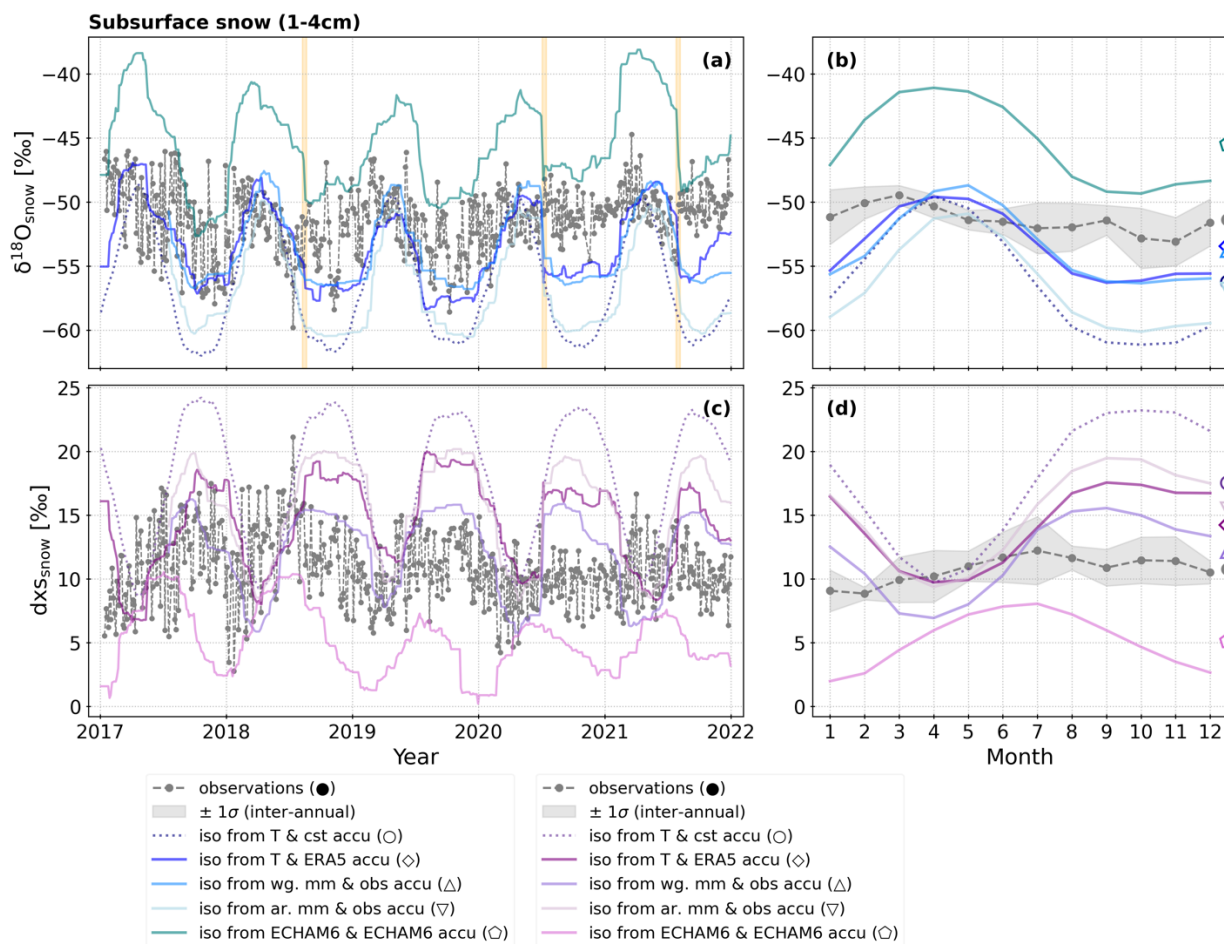 Subsurface snow (1-4cm)
(a)
(b)
−40
−45
−50
−55
−60
δ¹⁸Oₛₙₒw [‰]
−40
−45
−50
−55
−60
(c)
(d)
25
20
15
10
5
0
dxsₛₙₒw [‰]
25
20
15
10
5
0
2017 2018 2019 2020 2021 2022
Year
1 2 3 4 5 6 7 8 9 10 11 12
Month
observations (●)
± 1σ (inter-annual)
iso from T & cst accu (○)
iso from T & ERA5 accu (◇)
iso from wg. mm & obs accu (△)
iso from ar. mm & obs accu (▽)
iso from ECHAM6 & ECHAM6 accu (⬠)
observations (●)
± 1σ (inter-annual)
iso from T & cst accu (○)
iso from T & ERA5 accu (◇)
iso from wg. mm & obs accu (△)
iso from ar. mm & obs accu (▽)
iso from ECHAM6 & ECHAM6 accu (⬠)